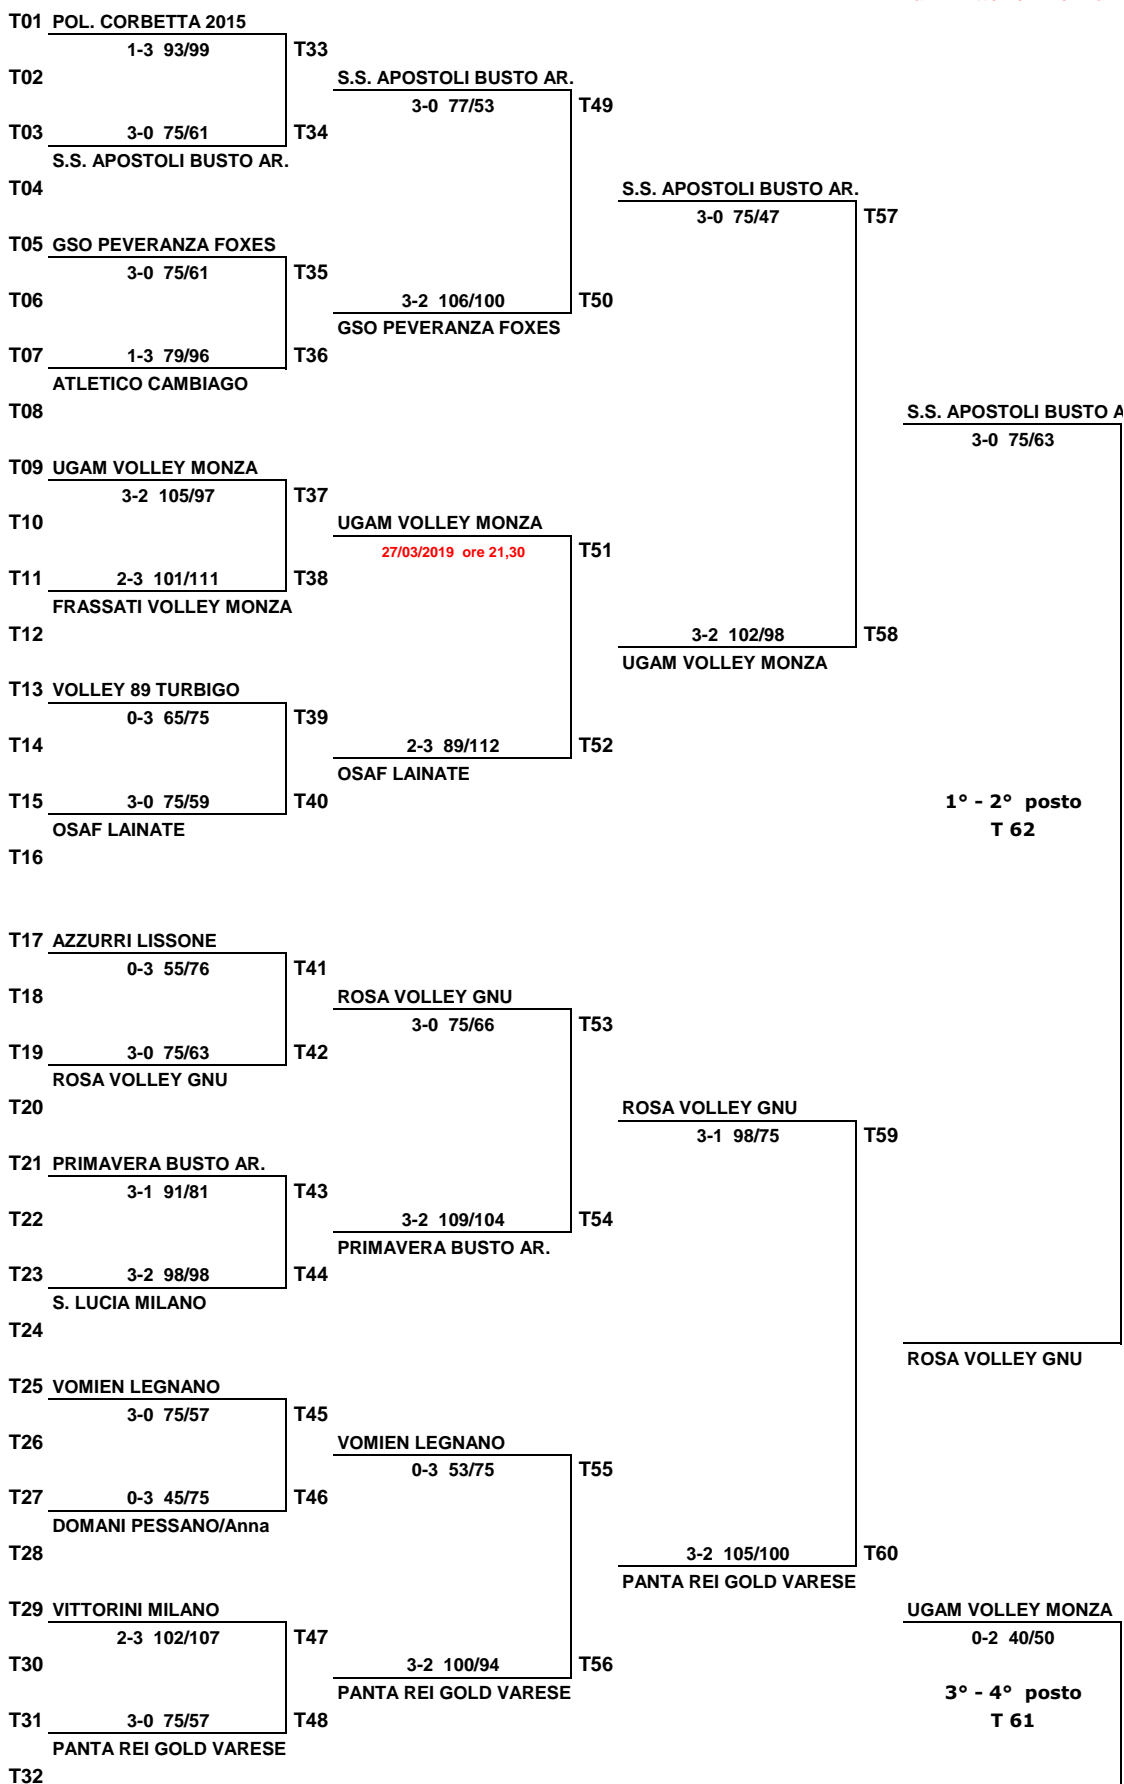 T01 POL. CORBETTA 2015
1-3 93/99 T33
T02 S.S. APOSTOLI BUSTO AR.
3-0 77/53 T49
T03 3-0 75/61 T34
S.S. APOSTOLI BUSTO AR.
T04 S.S. APOSTOLI BUSTO AR.
3-0 75/47 T57
T05 GSO PEVERANZA FOXES
3-0 75/61 T35
T06 3-2 106/100 T50
GSO PEVERANZA FOXES
T07 1-3 79/96 T36
ATLETICO CAMBIAGO
T08 S.S. APOSTOLI BUSTO A
3-0 75/63
T09 UGAM VOLLEY MONZA
3-2 105/97 T37
T10 UGAM VOLLEY MONZA
27/03/2019 ore 21,30 T51
T11 2-3 101/111 T38
FRASSATI VOLLEY MONZA
T12 3-2 102/98 T58
UGAM VOLLEY MONZA
T13 VOLLEY 89 TURBIGO
0-3 65/75 T39
T14 2-3 89/112 T52
OSAF LAINATE
T15 3-0 75/59 T40 1° - 2° posto
OSAF LAINATE T 62
T16
T17 AZZURRI LISSONE
0-3 55/76 T41
T18 ROSA VOLLEY GNU
3-0 75/66 T53
T19 3-0 75/63 T42
ROSA VOLLEY GNU
T20 ROSA VOLLEY GNU
3-1 98/75 T59
T21 PRIMAVERA BUSTO AR.
3-1 91/81 T43
T22 3-2 109/104 T54
PRIMAVERA BUSTO AR.
T23 3-2 98/98 T44
S. LUCIA MILANO
T24
ROSA VOLLEY GNU
T25 VOMIEN LEGNANO
3-0 75/57 T45
T26 VOMIEN LEGNANO
0-3 53/75 T55
T27 0-3 45/75 T46
DOMANI PESSANO/Anna
T28 3-2 105/100 T60
PANTA REI GOLD VARESE
T29 VITTORINI MILANO UGAM VOLLEY MONZA
2-3 102/107 T47 0-2 40/50
T30 3-2 100/94 T56
PANTA REI GOLD VARESE 3° - 4° posto
T31 3-0 75/57 T48 T 61
PANTA REI GOLD VARESE
T32